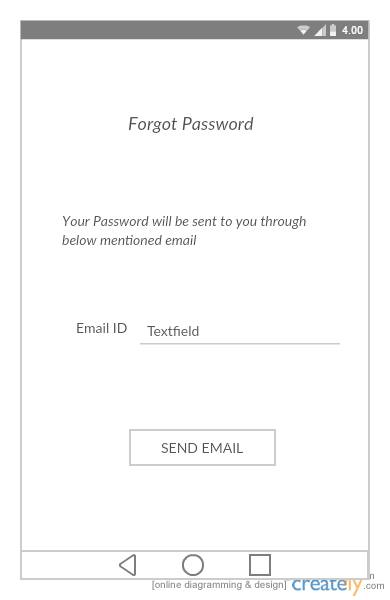 4.00
Forgot Password
Your Password will be sent to you through
below mentioned email
Email ID
Textfield
SEND EMAIL
[online diagramming & design] creately.com